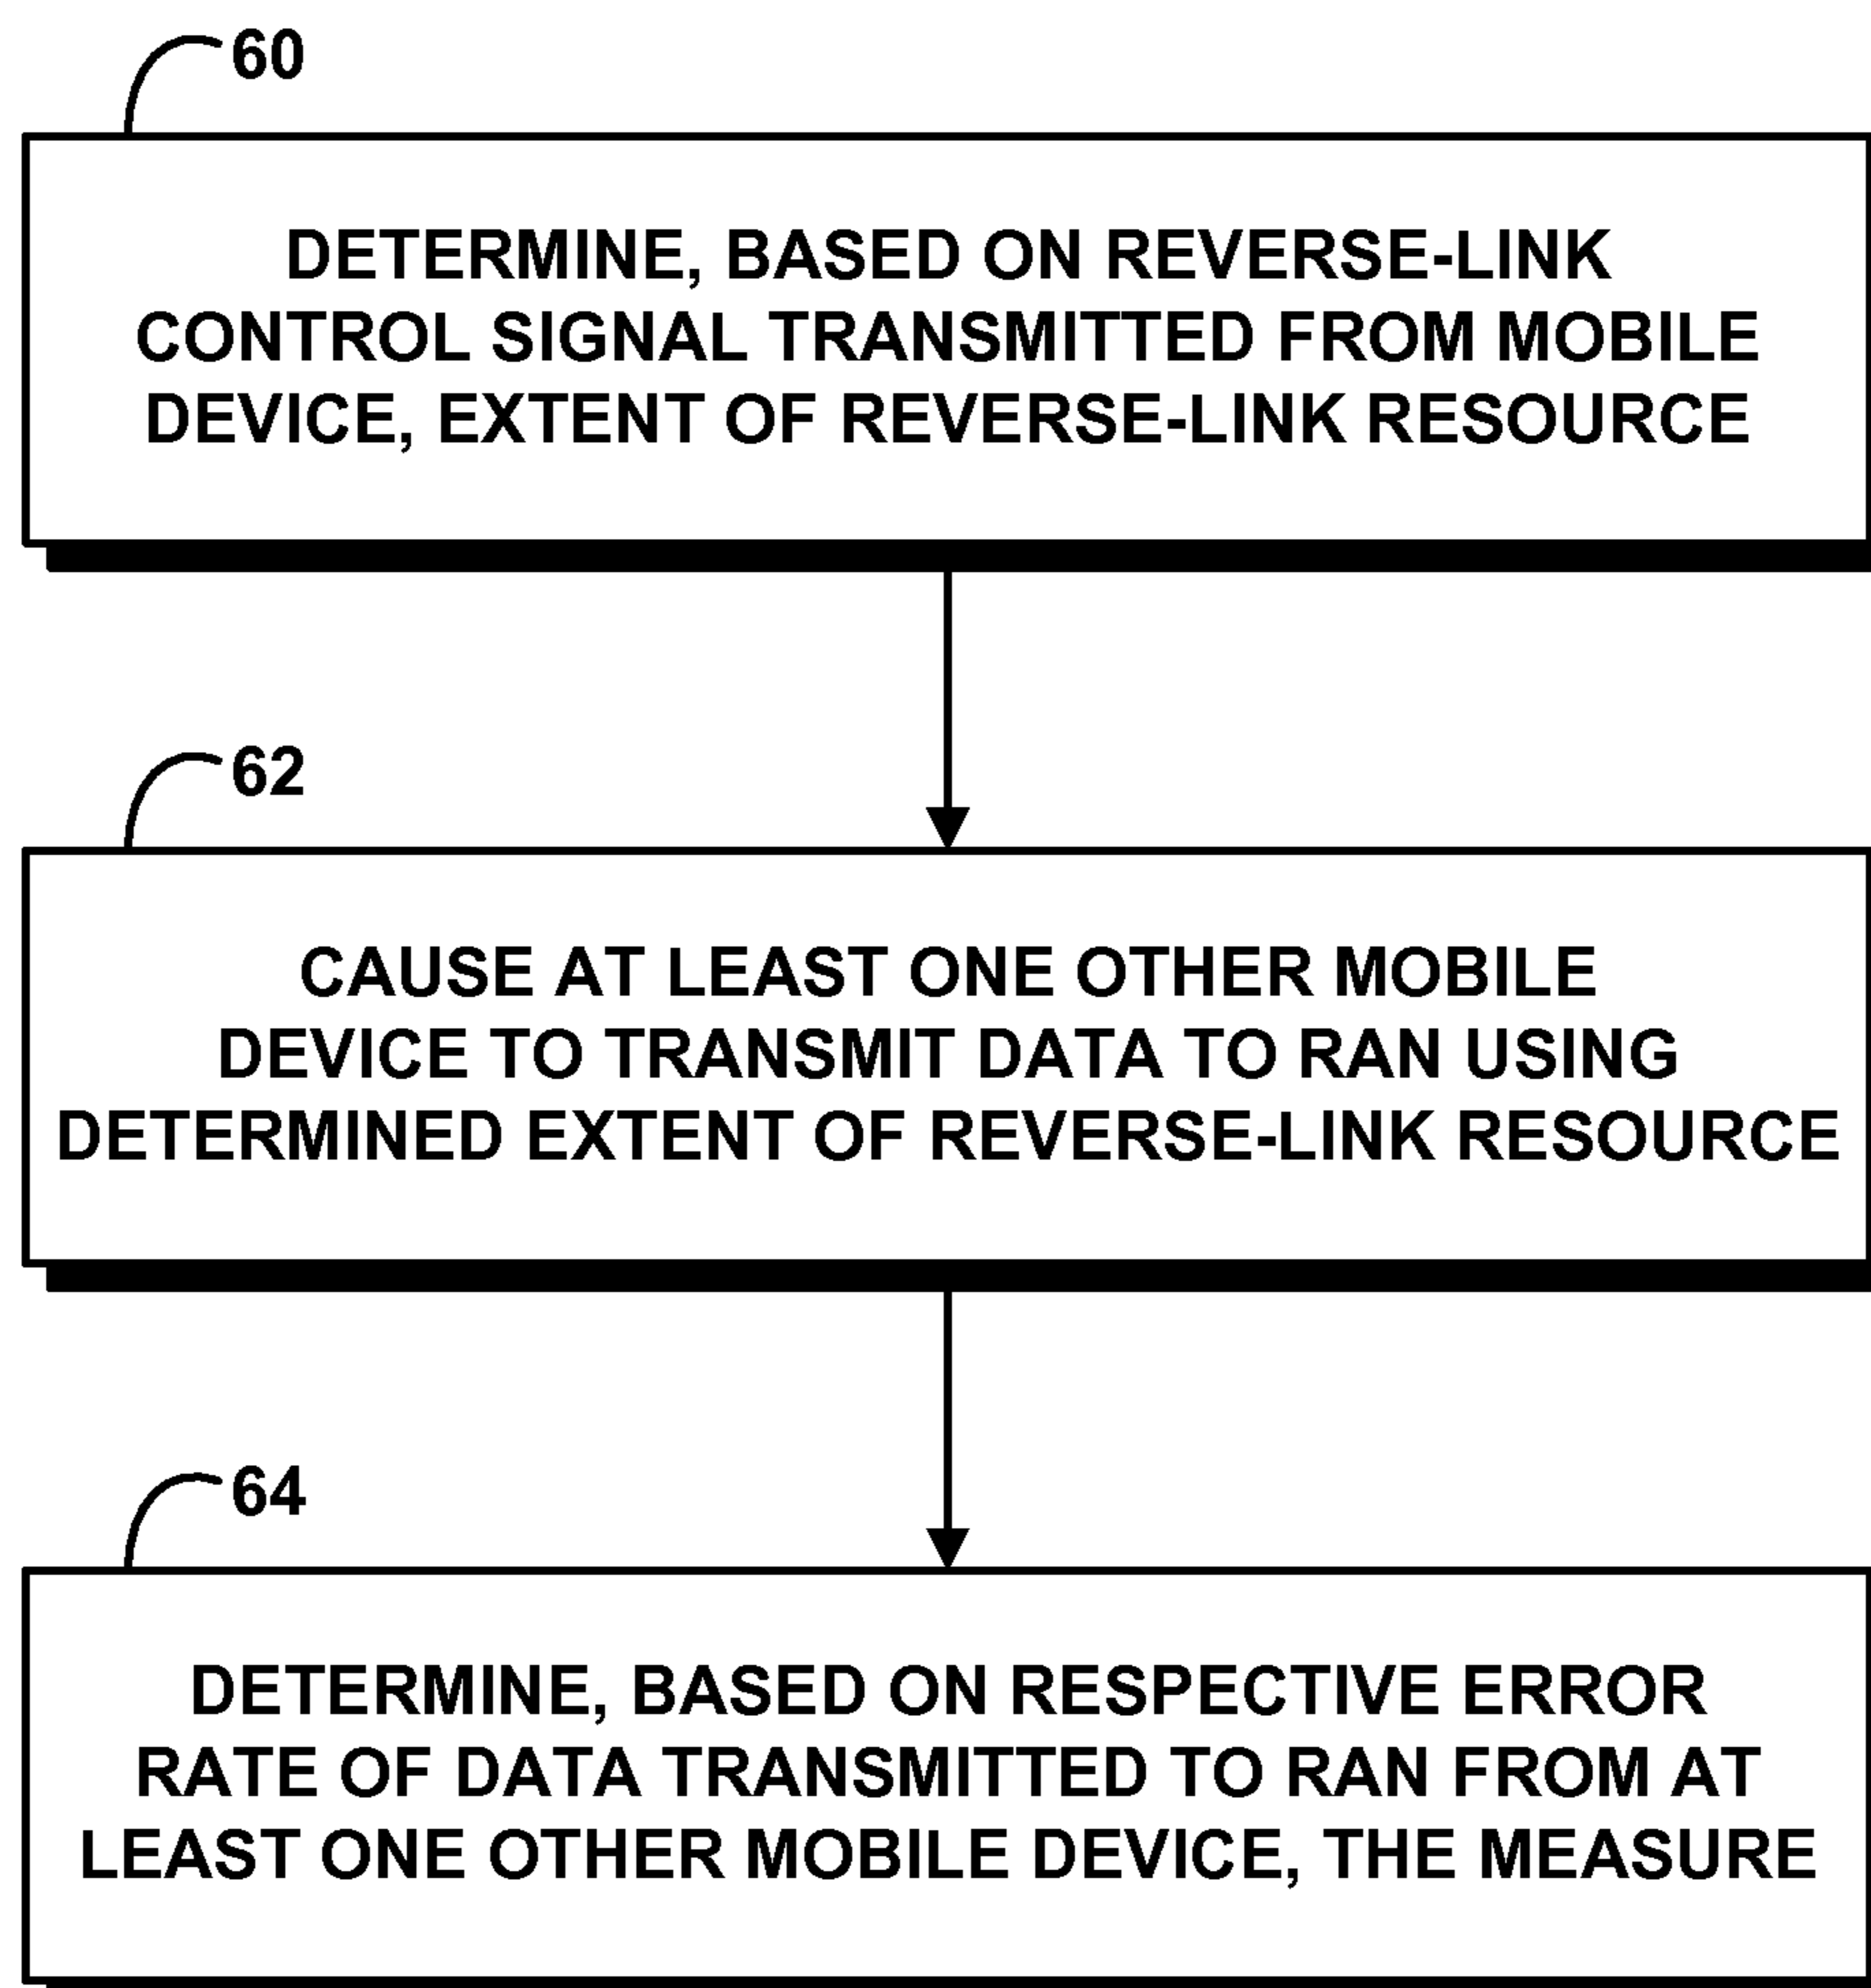 60
DETERMINE, BASED ON REVERSE-LINK
CONTROL SIGNAL TRANSMITTED FROM MOBILE
DEVICE, EXTENT OF REVERSE-LINK RESOURCE
62
CAUSE AT LEAST ONE OTHER MOBILE
DEVICE TO TRANSMIT DATA TO RAN USING
DETERMINED EXTENT OF REVERSE-LINK RESOURCE
64
DETERMINE, BASED ON RESPECTIVE ERROR
RATE OF DATA TRANSMITTED TO RAN FROM AT
LEAST ONE OTHER MOBILE DEVICE, THE MEASURE